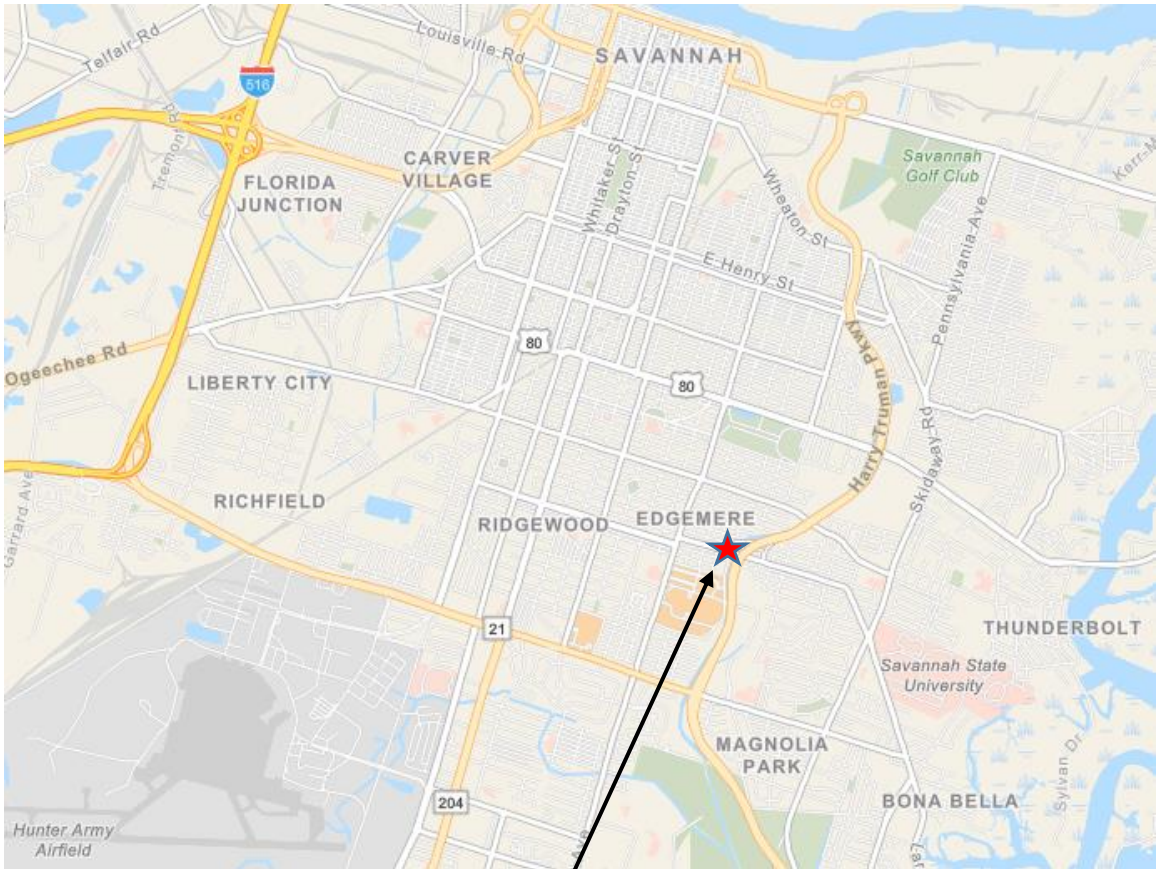 Telfair Rd
Louisville Rd
SAVANNAH
516
Tremont Rd
CARVER
VILLAGE
FLORIDA
JUNCTION
Whitaker St
Drayton St
Wheaton St
Savannah
Golf Club
Pennsylvania Ave
E Henry St
Ogeechee Rd
80
80
LIBERTY CITY
Harry Truman Pkwy
Skidaway Rd
Garrard Ave
RICHFIELD
RIDGEWOOD
EDGEMERE
21
THUNDERBOLT
Savannah State
University
MAGNOLIA
PARK
Sylvan Dr
204
BONA BELLA
Hunter Army
Airfield
Ave